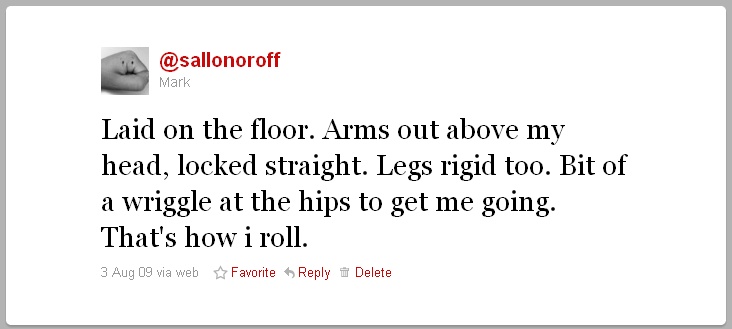 @sallonoroff
Mark
Laid on the floor. Arms out above my
head, locked straight. Legs rigid too. Bit of
a wriggle at the hips to get me going.
That's how i roll.
3 Aug 09 via web Favorite Reply Delete